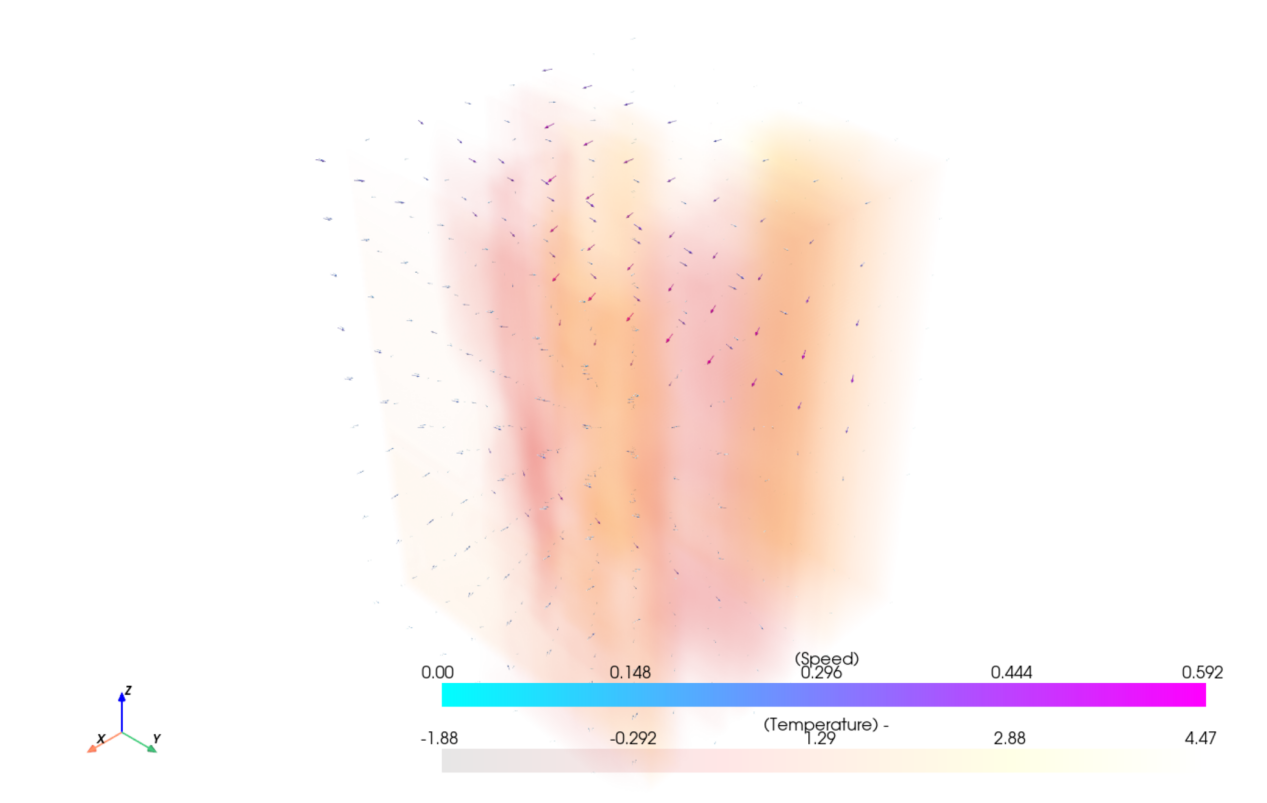 (Speed)
0.00 0.148 0.296 0.444 0.592
(Temperature) -
-1.88 -0.292 1.29 2.88 4.47
Z
X Y